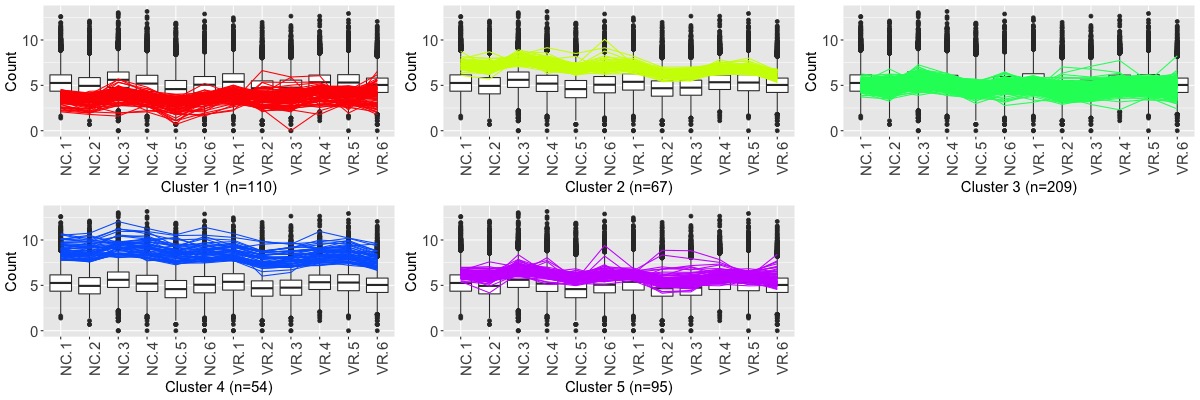 Count
10
5
0
NC.1 NC.2 NC.3 NC.4 NC.5 NC.6 VR.1 VR.2 VR.3 VR.4 VR.5 VR.6
Cluster 1 (n=110)
Count
10
5
0
NC.1 NC.2 NC.3 NC.4 NC.5 NC.6 VR.1 VR.2 VR.3 VR.4 VR.5 VR.6
Cluster 2 (n=67)
Count
10
5
0
NC.1 NC.2 NC.3 NC.4 NC.5 NC.6 VR.1 VR.2 VR.3 VR.4 VR.5 VR.6
Cluster 3 (n=209)
Count
10
5
0
NC.1 NC.2 NC.3 NC.4 NC.5 NC.6 VR.1 VR.2 VR.3 VR.4 VR.5 VR.6
Cluster 4 (n=54)
Count
10
5
0
NC.1 NC.2 NC.3 NC.4 NC.5 NC.6 VR.1 VR.2 VR.3 VR.4 VR.5 VR.6
Cluster 5 (n=95)